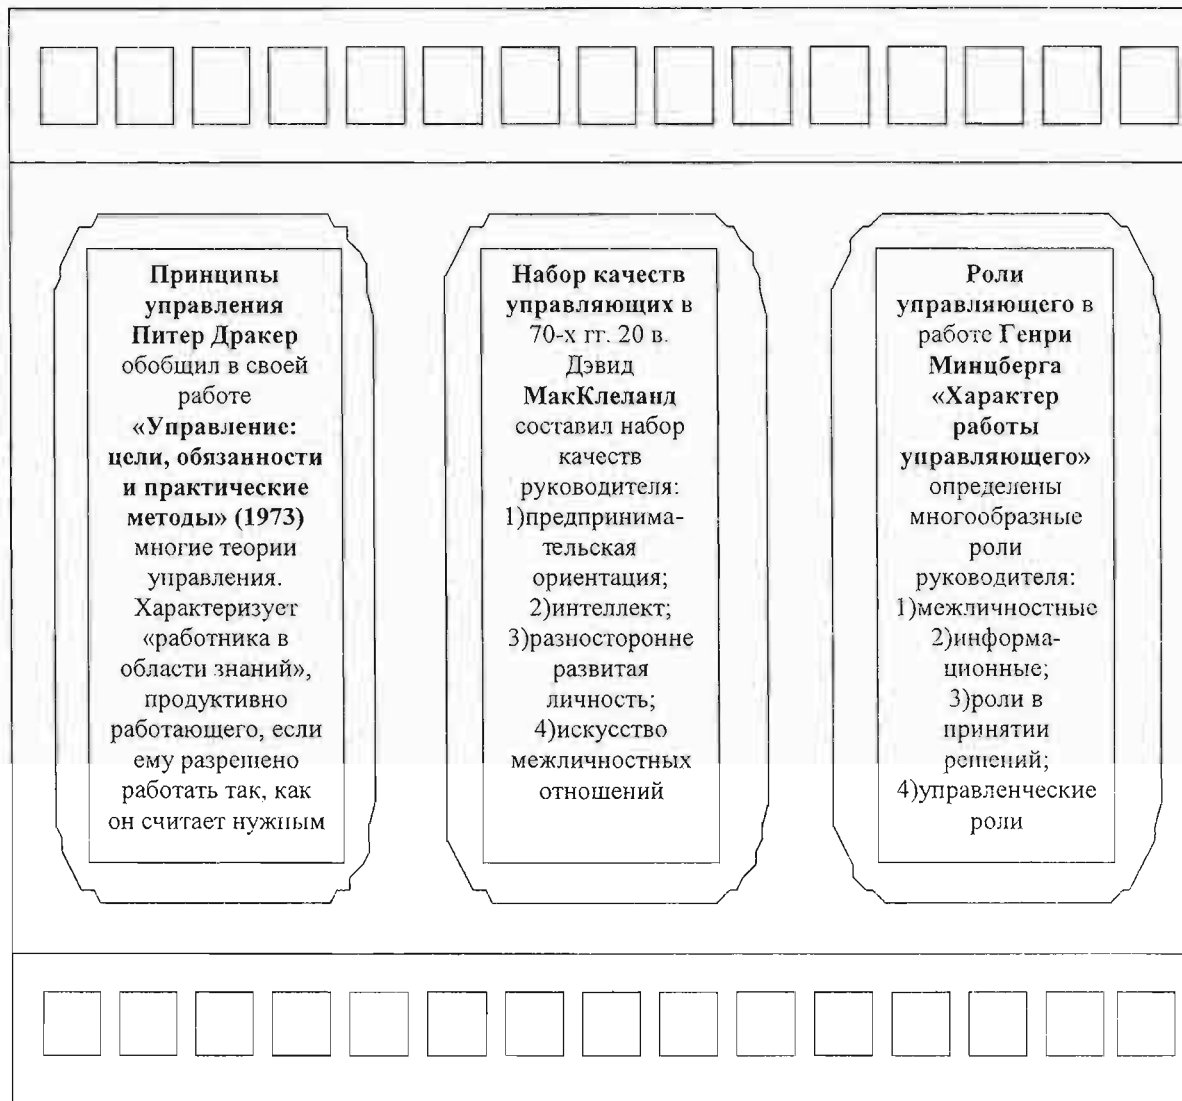 Принципы
управления
Питер Дракер
обобщил в своей
работе
«Управление:
цели, обязанности
и практические
методы» (1973)
многие теории
управления.
Характеризует
«работника в
области знаний»,
продуктивно
работающего, если
ему разрешено
работать так, как
он считает нужным
Набор качеств
управляющих в
70-х гг. 20 в.
Дэвид
МакКлеланд
составил набор
качеств
руководителя:
1)предпринима-
тельская
ориентация;
2)интеллект;
3)разносторонне
развитая
личность;
4)искусство
межличностных
отношений
Роли
управляющего в
работе Генри
Минцберга
«Характер
работы
управляющего»
определены
многообразные
роли
руководителя:
1)межличностные
2)информа-
ционные;
3)роли в
принятии
решений;
4)управленческие
роли